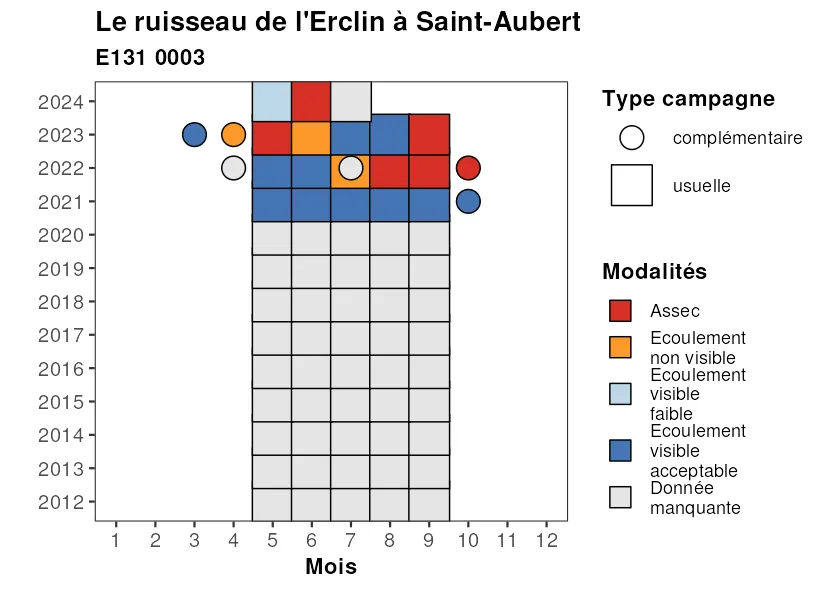 Le ruisseau de l'Erclin à Saint-Aubert
E131 0003
2024
2023
2022
2021
2020
2019
2018
2017
2016
2015
2014
2013
2012
1 2 3 4 5 6 7 8 9 10 11 12
Mois
Type campagne
complémentaire
usuelle
Modalités
Assec
Ecoulement
non visible
Ecoulement
visible
faible
Ecoulement
visible
acceptable
Donnée
manquante